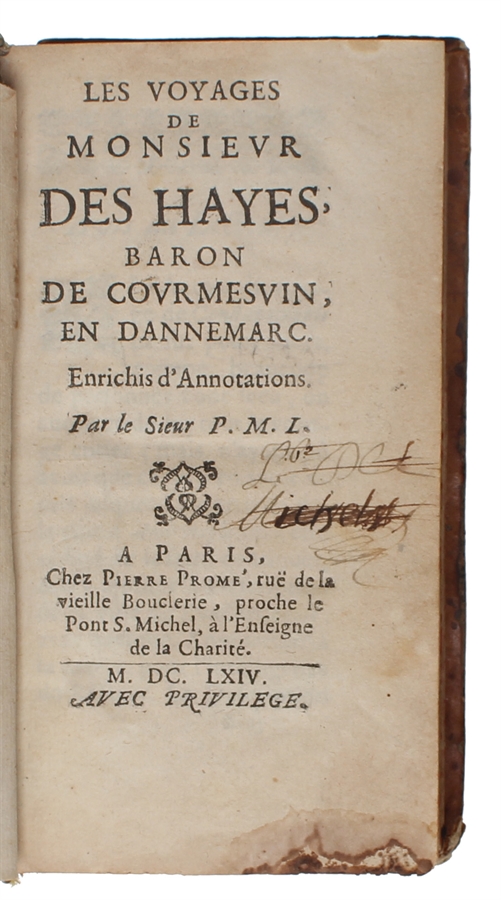 LES VOYAGES
DE
MONSIEVR
DES HAYES,
BARON
DE COVRMESVIN,
EN DANNEMARC.
Enrichis d'Annotations.
Par le Sieur P. M. L.
A PARIS,
Chez PIERRE PROME', ruë de la
vieille Bouclerie, proche le
Pont S. Michel, à l'Enſeigne
de la Charité.
M. DC. LXIV.
AVEC PRIVILEGE.